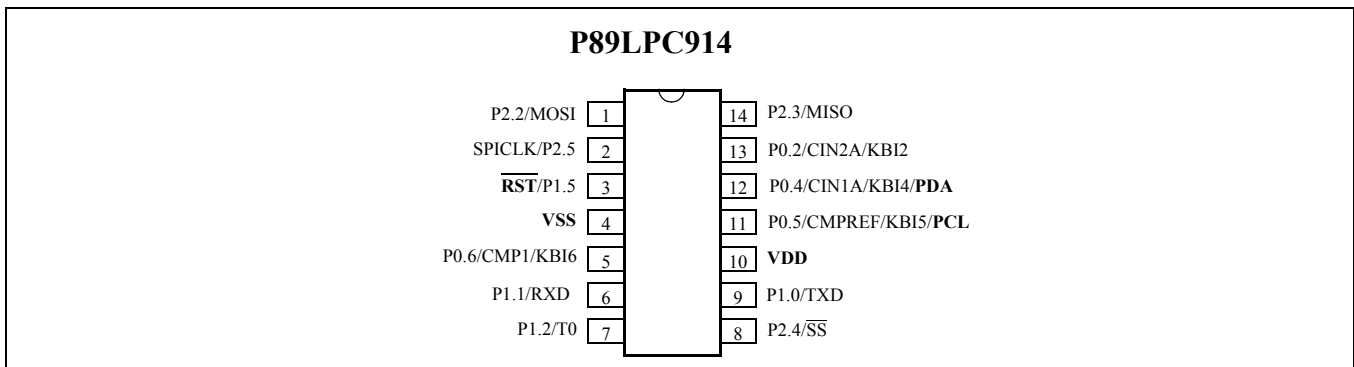 P89LPC914
P2.2/MOSI 1 14 P2.3/MISO
SPICLK/P2.5 2 13 P0.2/CIN2A/KBI2
R̅S̅T̅/P1.5 3 12 P0.4/CIN1A/KBI4/PDA
VSS 4 11 P0.5/CMPREF/KBI5/PCL
P0.6/CMP1/KBI6 5 10 VDD
P1.1/RXD 6 9 P1.0/TXD
P1.2/T0 7 8 P2.4/S̅S̅